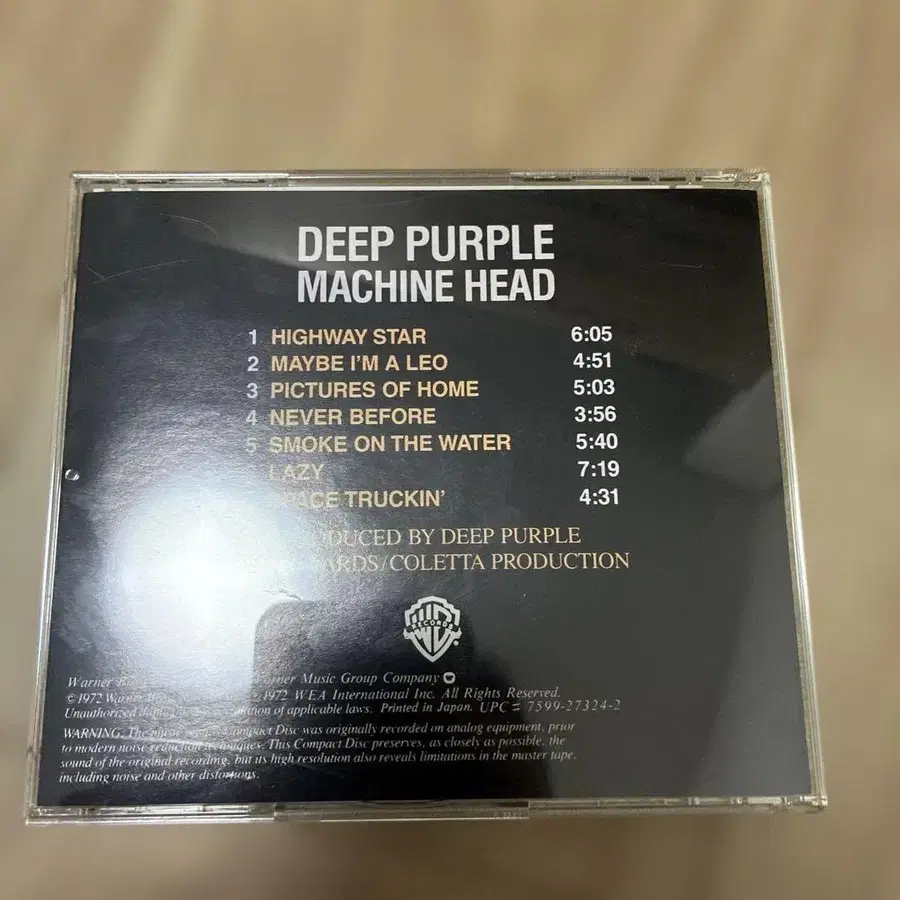 DEEP PURPLE
MACHINE HEAD
1 HIGHWAY STAR 6:05
2 MAYBE I'M A LEO 4:51
3 PICTURES OF HOME 5:03
4 NEVER BEFORE 3:56
5 SMOKE ON THE WATER 5:40
LAZY 7:19
TRUCKIN' 4:31
BY DEEP PURPLE
/COLETTA PRODUCTION
RECORDS
Warner Music Group Company
© 1972 Warner 1972 WEA International Inc. All Rights Reserved.
Unauthorized of applicable laws. Printed in Japan. UPC = 7599-27324-2
WARNING. The music Compact Disc was originally recorded on analog equipment, prior
to modern noise reduction techniques. This Compact Disc preserves, as closely as possible, the
sound of the original recording, but its high resolution also reveals limitations in the master tape,
including noise and other distortions.